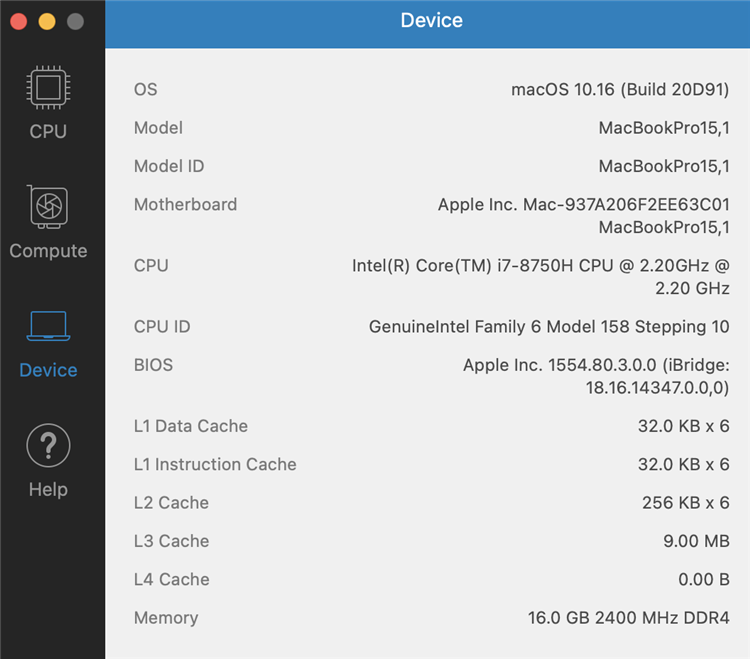 Device
CPU
Compute
Device
Help
OS macOS 10.16 (Build 20D91)
Model MacBookPro15,1
Model ID MacBookPro15,1
Motherboard Apple Inc. Mac-937A206F2EE63C01
MacBookPro15,1
CPU Intel(R) Core(TM) i7-8750H CPU @ 2.20GHz @
2.20 GHz
CPU ID GenuineIntel Family 6 Model 158 Stepping 10
BIOS Apple Inc. 1554.80.3.0.0 (iBridge:
18.16.14347.0.0,0)
L1 Data Cache 32.0 KB x 6
L1 Instruction Cache 32.0 KB x 6
L2 Cache 256 KB x 6
L3 Cache 9.00 MB
L4 Cache 0.00 B
Memory 16.0 GB 2400 MHz DDR4